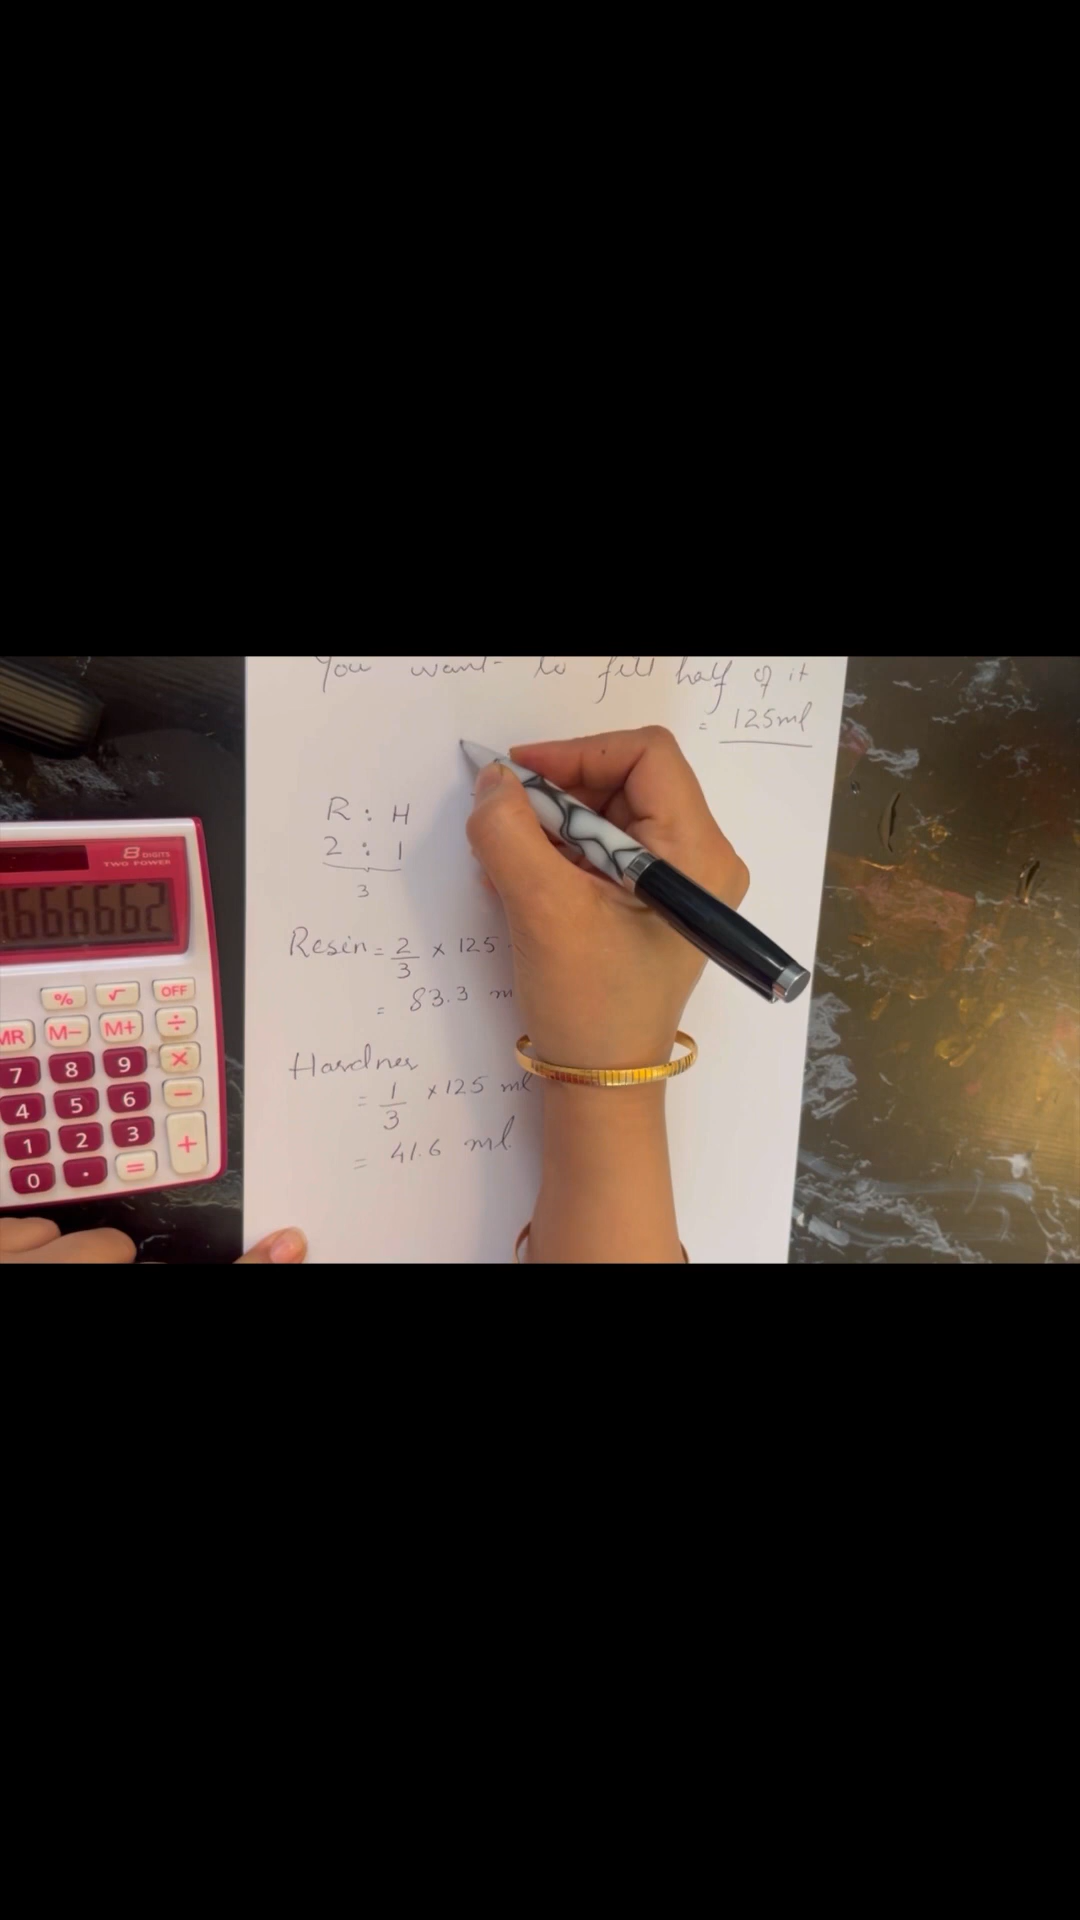 You want to fill half of it
= 125ml
R : H
2 : 1
3
Resin = 2/3 × 125
= 83.3 m
Hardner
= 1/3 × 125 ml
= 41.6 ml.
8 DIGITS
TWO POWER
1.666662
% √ OFF
MR M− M+ ÷
7 8 9 ×
4 5 6 −
1 2 3 +
0 . =